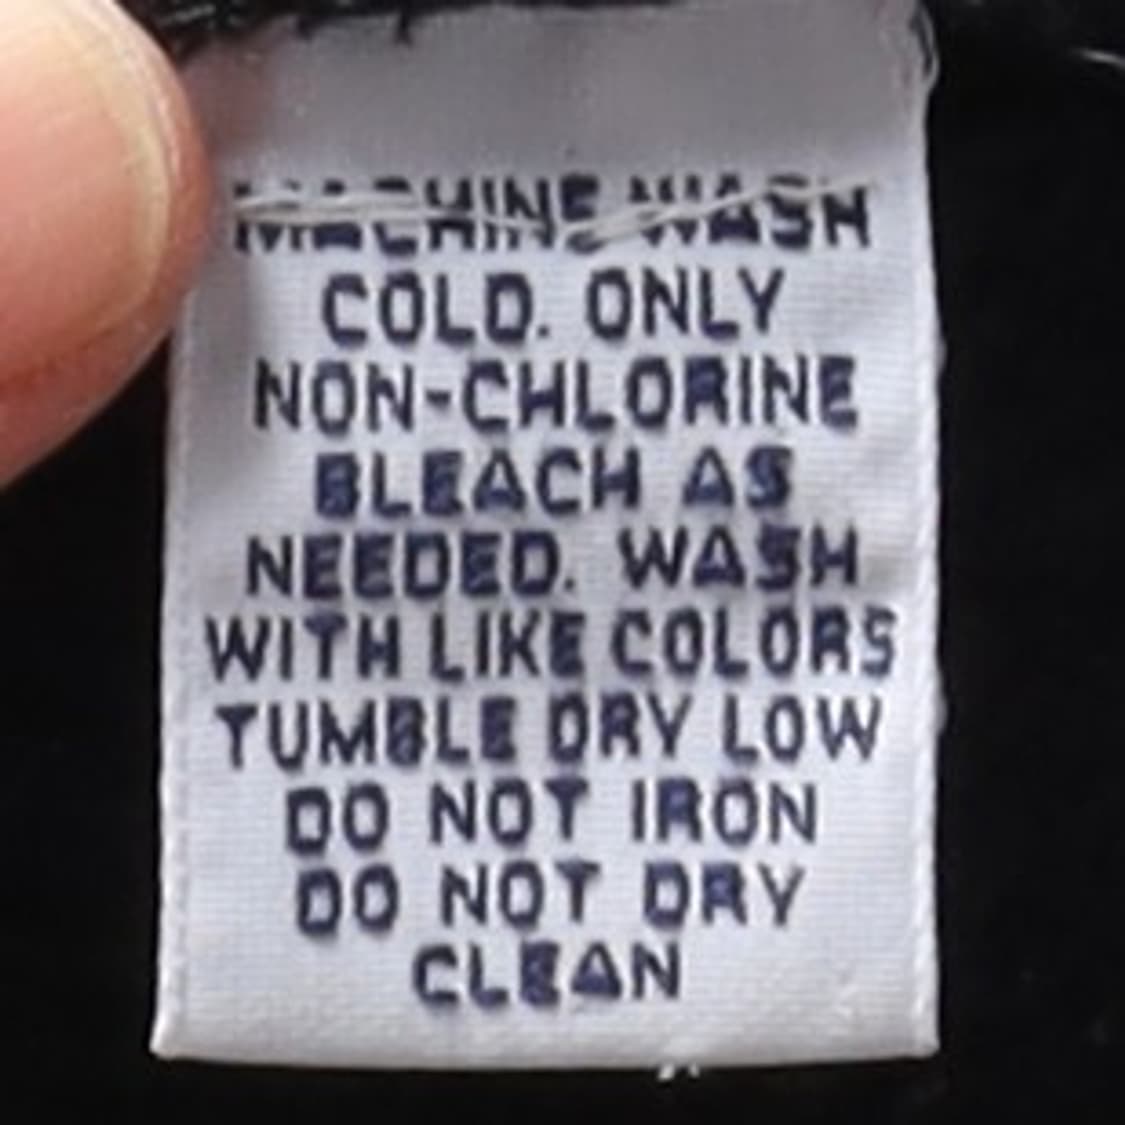 MACHINE WASH
COLD. ONLY
NON-CHLORINE
BLEACH AS
NEEDED. WASH
WITH LIKE COLORS
TUMBLE DRY LOW
DO NOT IRON
DO NOT DRY
CLEAN